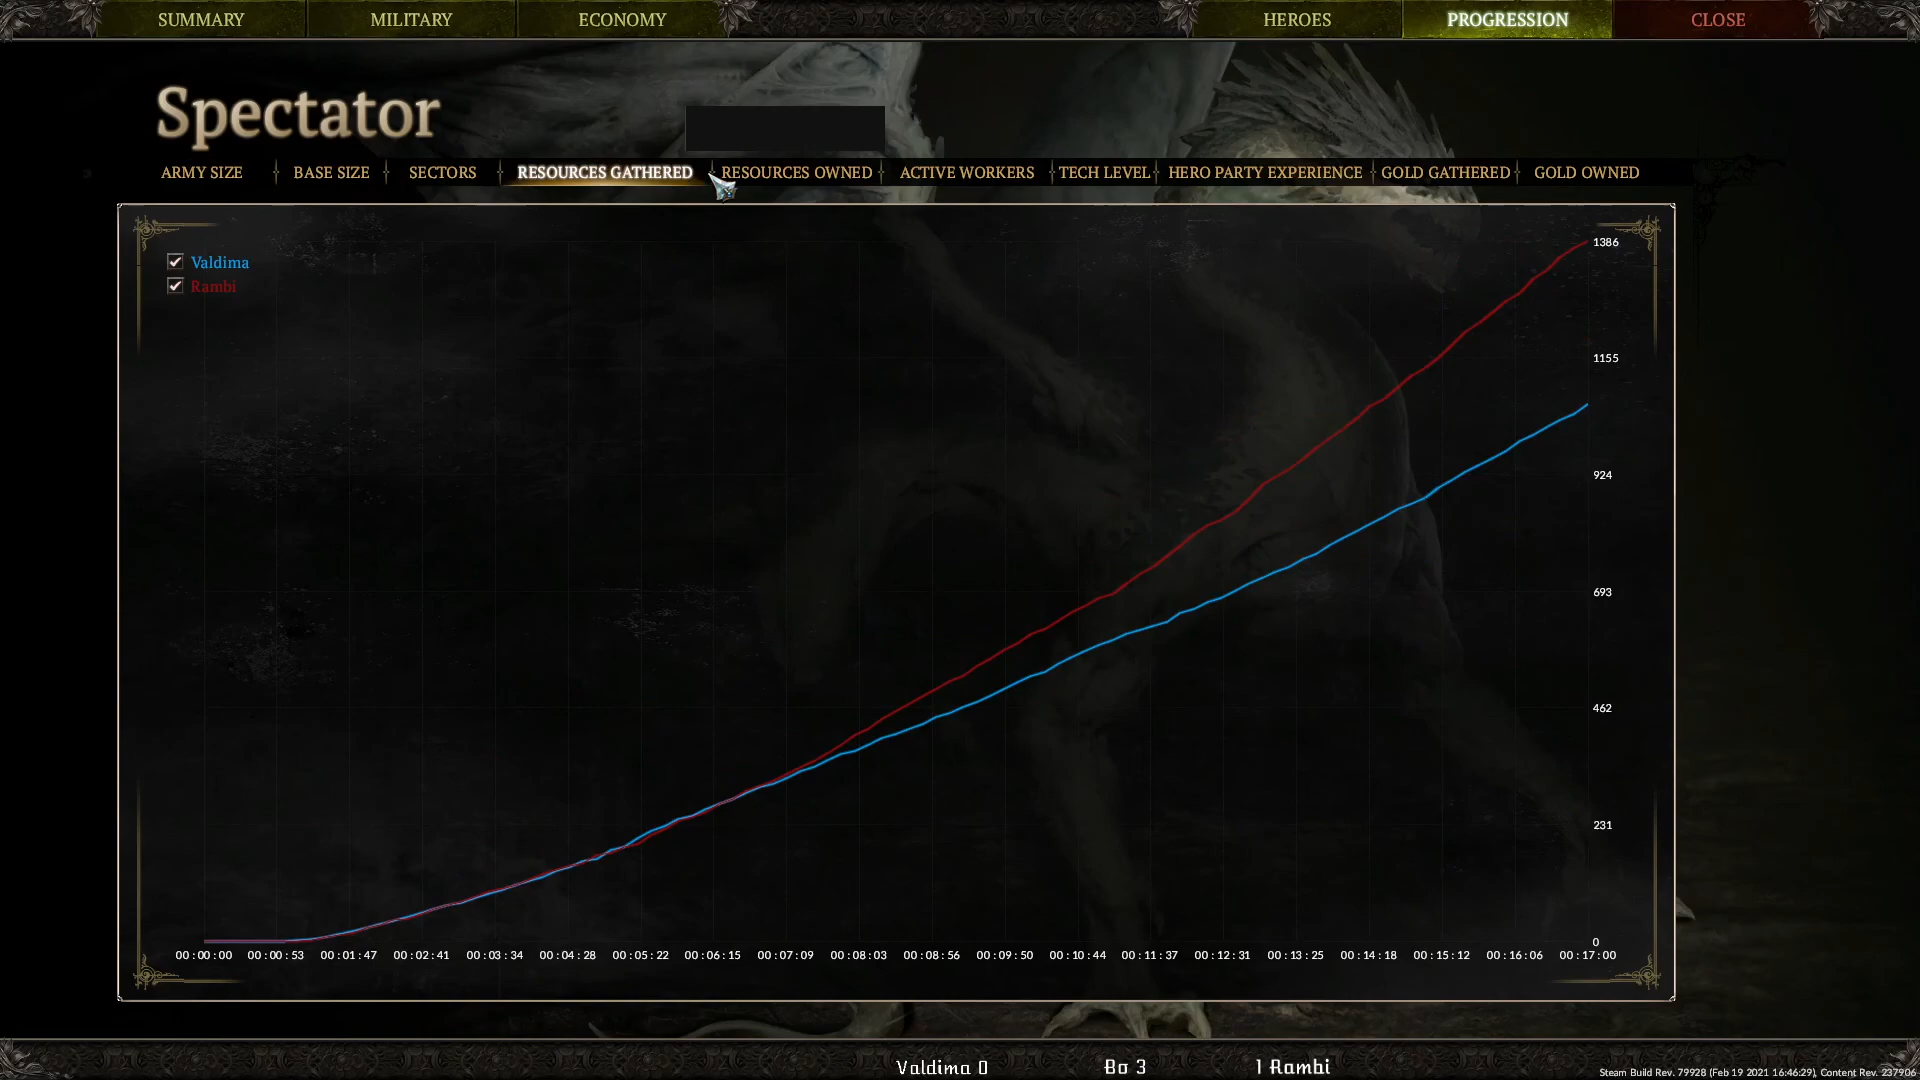 SUMMARY MILITARY ECONOMY HEROES PROGRESSION CLOSE
Spectator
ARMY SIZE BASE SIZE SECTORS RESOURCES GATHERED RESOURCES OWNED ACTIVE WORKERS TECH LEVEL HERO PARTY EXPERIENCE GOLD GATHERED GOLD OWNED
Valdima
Rambi
1386
1155
924
693
462
231
0
00:00:00 00:00:53 00:01:47 00:02:41 00:03:34 00:04:28 00:05:22 00:06:15 00:07:09 00:08:03 00:08:56 00:09:50 00:10:44 00:11:37 00:12:31 00:13:25 00:14:18 00:15:12 00:16:06 00:17:00
Valdima 0 Bo 3 1 Rambi
Steam Build Rev. 79928 (Feb 19 2021 16:46:29), Content Rev. 237906